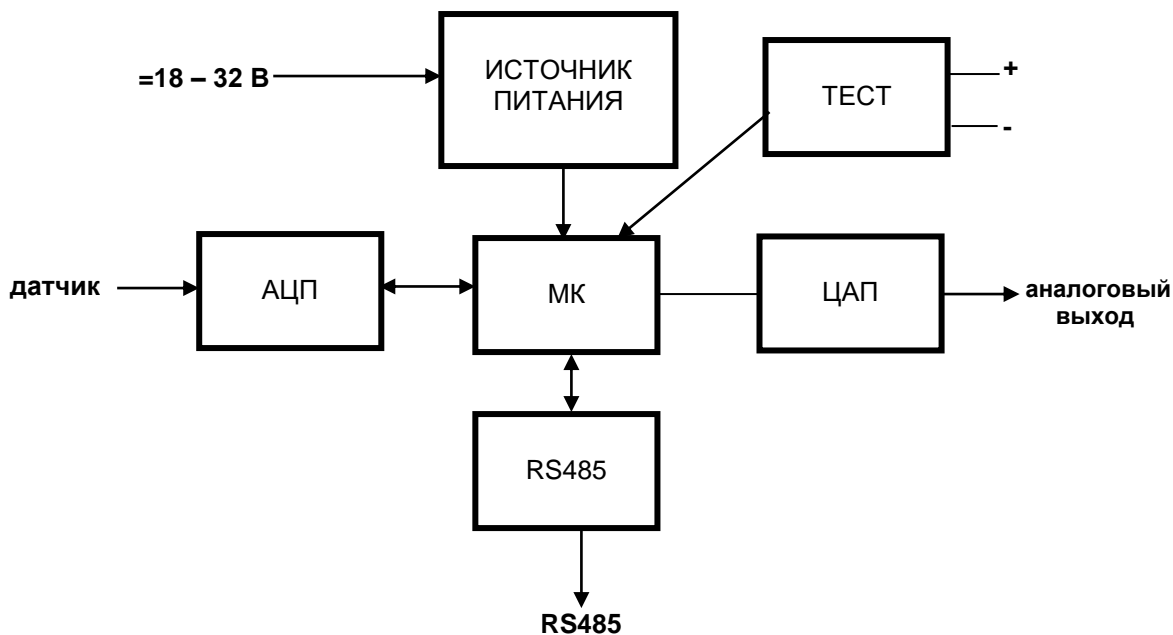 =18 – 32 В
ИСТОЧНИК
ПИТАНИЯ
ТЕСТ
+
-
датчик
АЦП
МК
ЦАП
аналоговый
выход
RS485
RS485